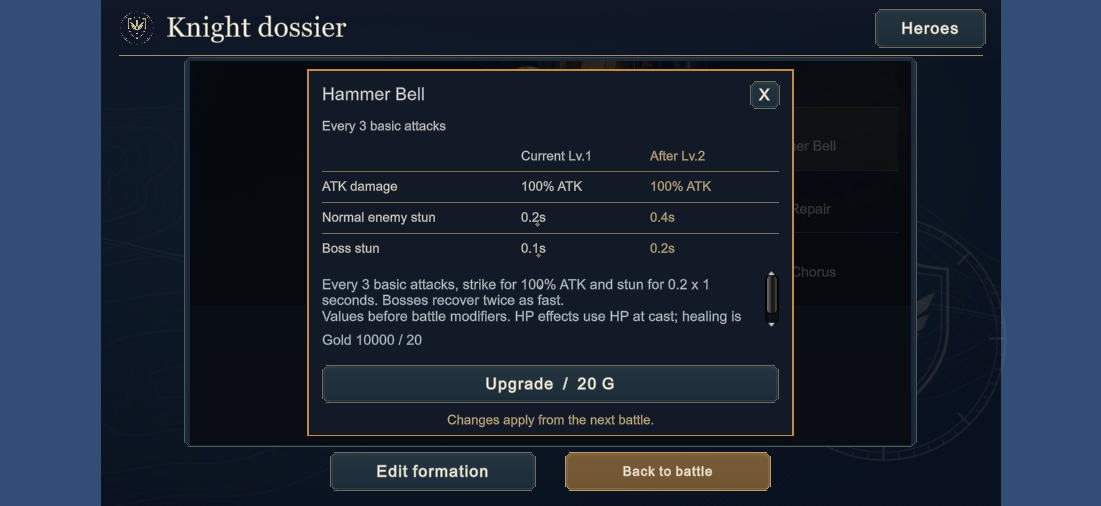 Knight dossier
Heroes
Hammer Bell
X
Every 3 basic attacks
Current Lv.1 After Lv.2
ATK damage 100% ATK 100% ATK
Normal enemy stun 0.2s 0.4s
Boss stun 0.1s 0.2s
Every 3 basic attacks, strike for 100% ATK and stun for 0.2 x 1
seconds. Bosses recover twice as fast.
Values before battle modifiers. HP effects use HP at cast; healing is
Gold 10000 / 20
Upgrade / 20 G
Changes apply from the next battle.
er Bell
Repair
Chorus
Edit formation
Back to battle